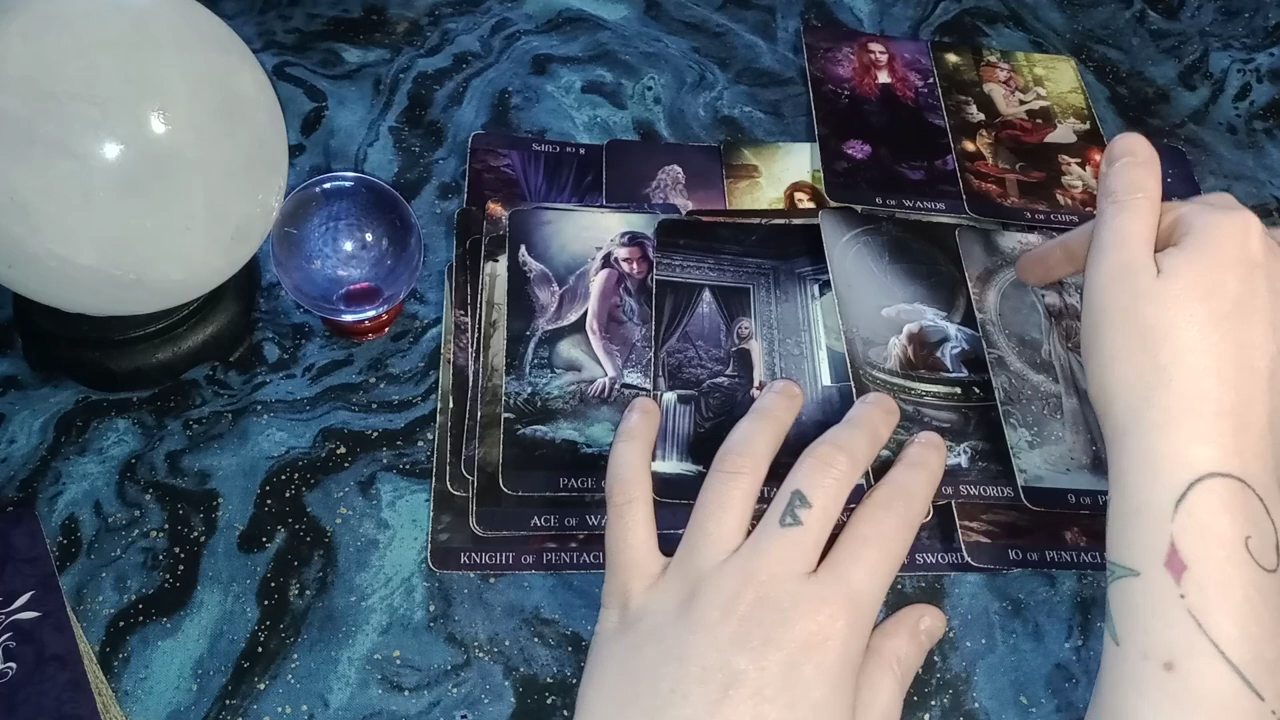 8 OF CUPS
6 OF WANDS
3 OF CUPS
PAGE
OF SWORDS
9 OF
ACE OF WA
KNIGHT OF PENTACL
OF SWORD
10 OF PENTACL